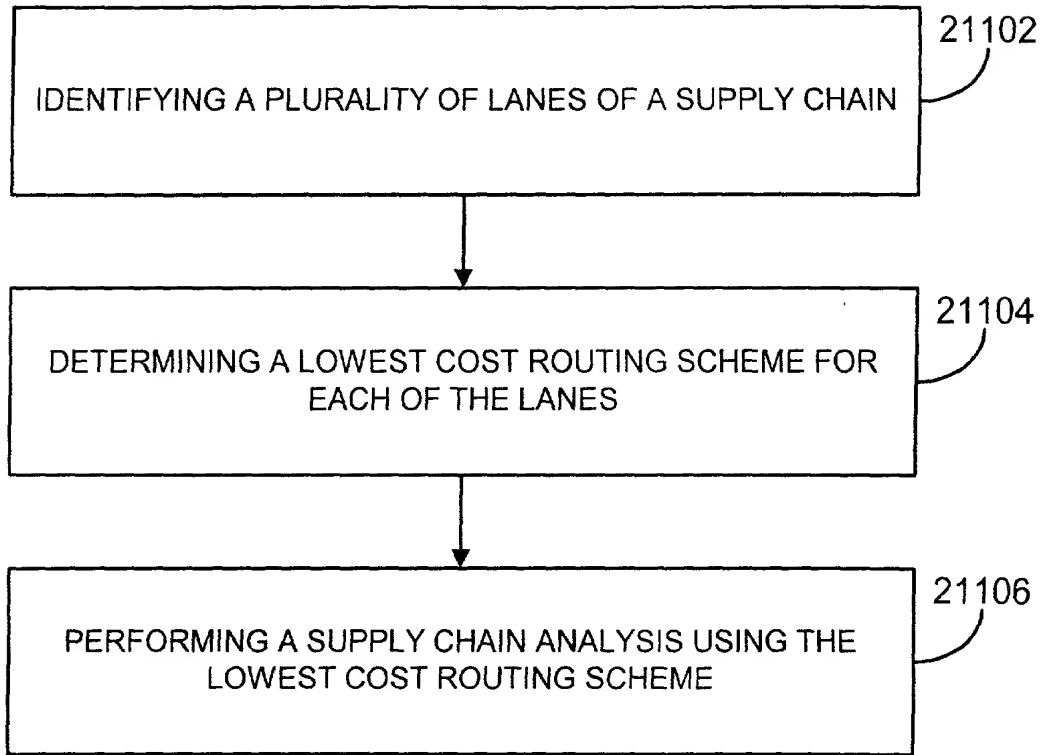 21102
IDENTIFYING A PLURALITY OF LANES OF A SUPPLY CHAIN
21104
DETERMINING A LOWEST COST ROUTING SCHEME FOR
EACH OF THE LANES
21106
PERFORMING A SUPPLY CHAIN ANALYSIS USING THE
LOWEST COST ROUTING SCHEME